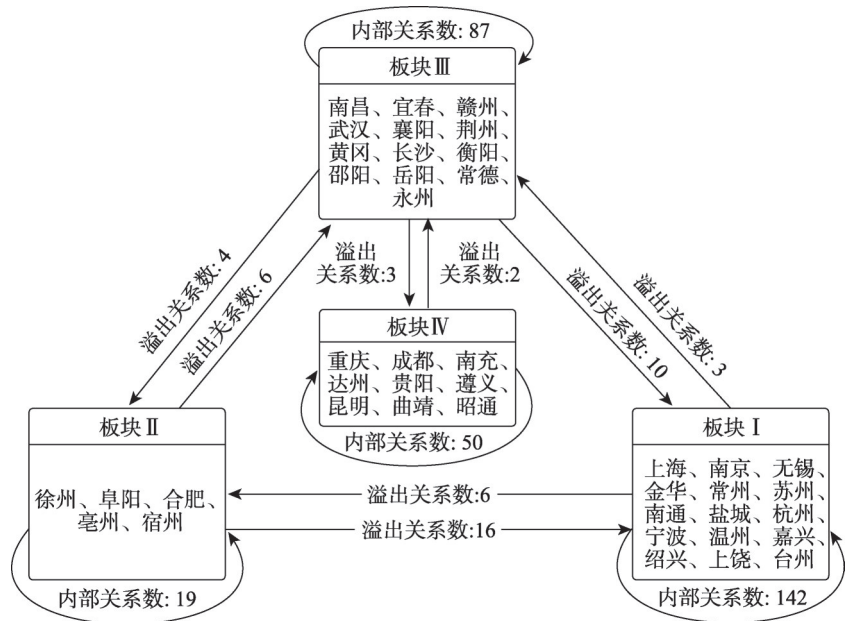 内部关系数: 87
板块Ⅲ
南昌、宜春、赣州、
武汉、襄阳、荆州、
黄冈、长沙、衡阳、
邵阳、岳阳、常德、
永州
溢出关系数: 4
溢出关系数: 6
溢出
关系数:3
溢出
关系数:2
溢出关系数: 10
溢出关系数: 3
板块Ⅳ
重庆、成都、南充、
达州、贵阳、遵义、
昆明、曲靖、昭通
内部关系数: 50
板块Ⅱ
徐州、阜阳、合肥、
亳州、宿州
内部关系数: 19
溢出关系数:6
溢出关系数:16
板块Ⅰ
上海、南京、无锡、
金华、常州、苏州、
南通、盐城、杭州、
宁波、温州、嘉兴、
绍兴、上饶、台州
内部关系数: 142